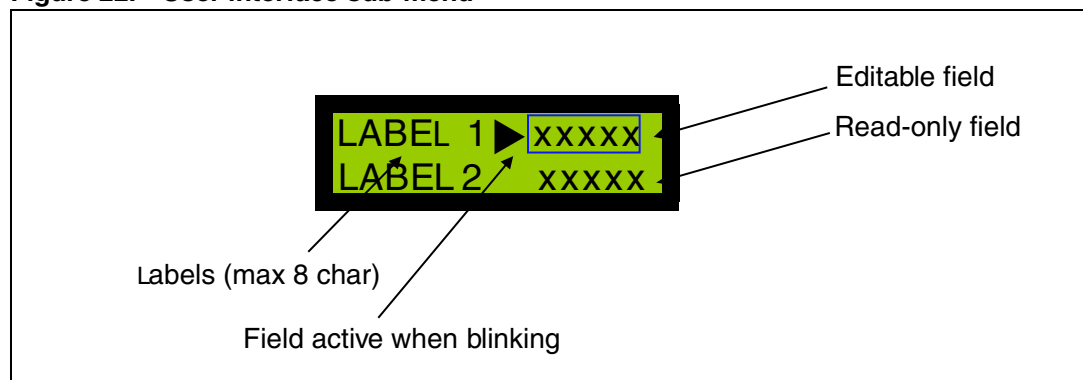 Figure 22. User interface sub-menu
Editable field
LABEL 1 xxxxx
Read-only field
LABEL 2 xxxxx
Labels (max 8 char)
Field active when blinking